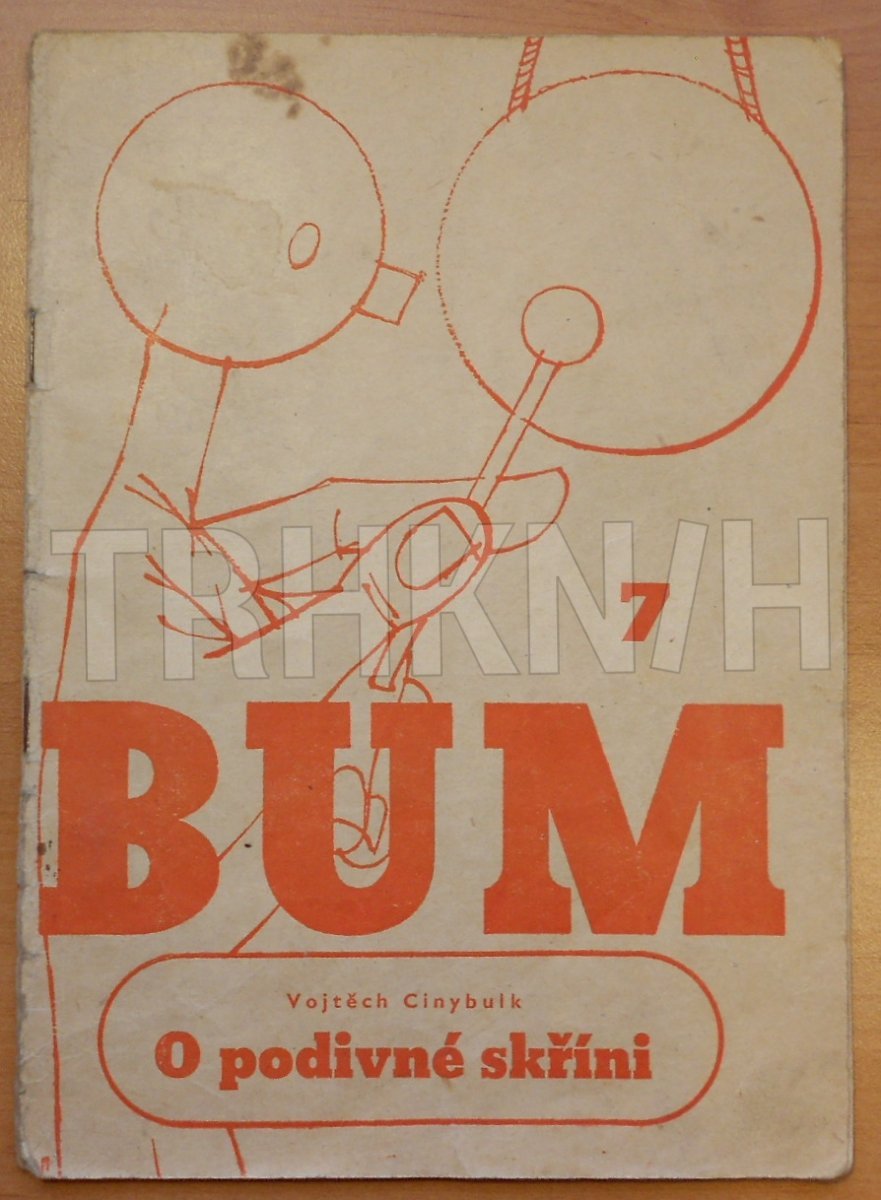 TRHKNIH
7
BUM
Vojtěch Cinybulk
O podivné skříni